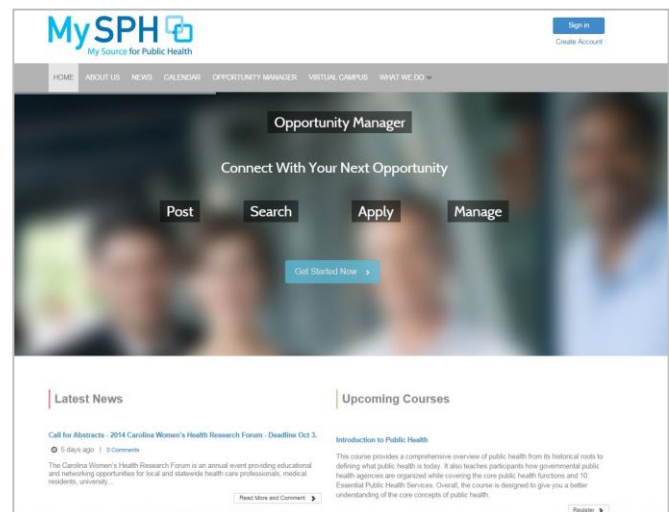 MySPH
My Source for Public Health
Sign in
Create Account
HOME ABOUT US NEWS CALENDAR OPPORTUNITY MANAGER VIRTUAL CAMPUS WHAT WE DO
Opportunity Manager
Connect With Your Next Opportunity
Post Search Apply Manage
Get Started Now
Latest News
Call for Abstracts - 2014 Carolina Women's Health Research Forum - Deadline Oct 3.
5 days ago | 0 Comments
The Carolina Women's Health Research Forum is an annual event providing educational
and networking opportunities for local and statewide health care professionals, medical
residents, university...
Read More and Comment
Upcoming Courses
Introduction to Public Health
This course provides a comprehensive overview of public health from its historical roots to
defining what public health is today. It also teaches participants how governmental public
health agencies are organized while covering the core public health functions and 10
Essential Public Health Services. Overall, the course is designed to give you a better
understanding of the core concepts of public health.
Register